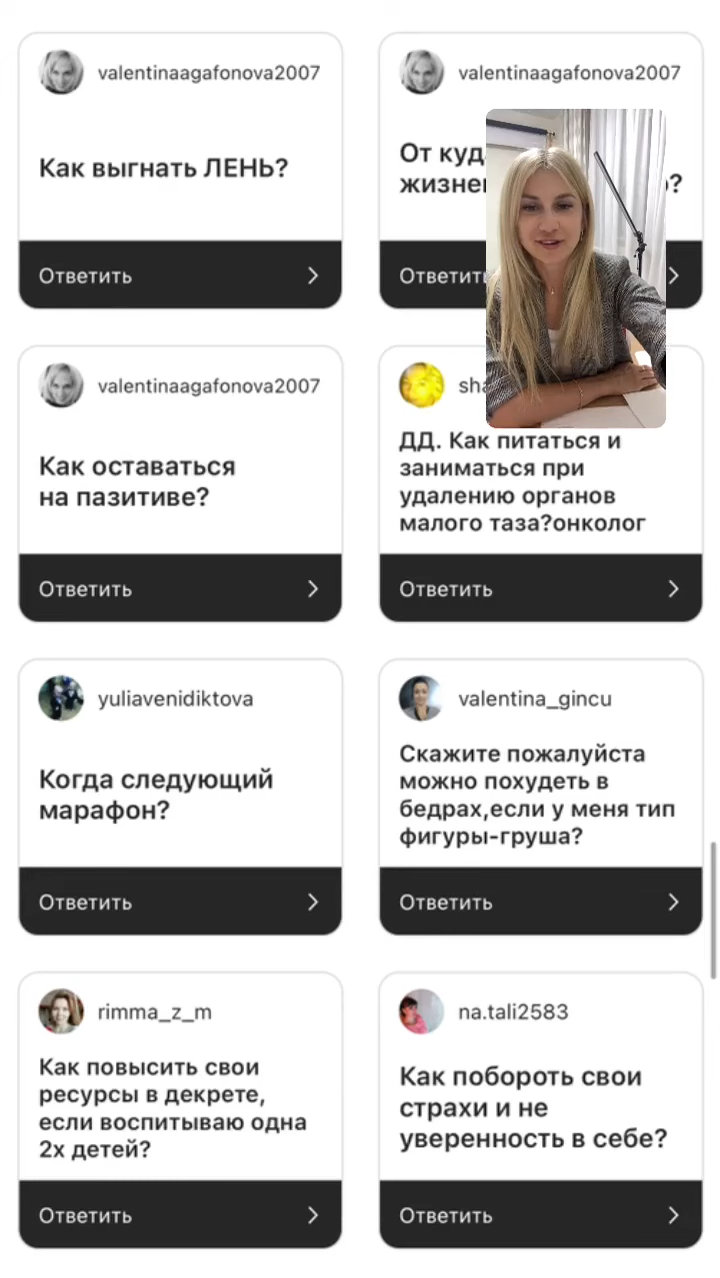 valentinaagafonova2007
Как выгнать ЛЕНЬ?
Ответить
valentinaagafonova2007
От
?
Ответить
valentinaagafonova2007
Как оставаться
на пазитиве?
Ответить
ДД. Как питаться и
заниматься при
удалению органов
малого таза?онколог
Ответить
yuliavenidiktova
Когда следующий
марафон?
Ответить
valentina_gincu
Скажите пожалуйста
можно похудеть в
бедрах,если у меня тип
фигуры-груша?
Ответить
rimma_z_m
Как повысить свои
ресурсы в декрете,
если воспитываю одна
2х детей?
Ответить
na.tali2583
Как побороть свои
страхи и не
уверенность в себе?
Ответить